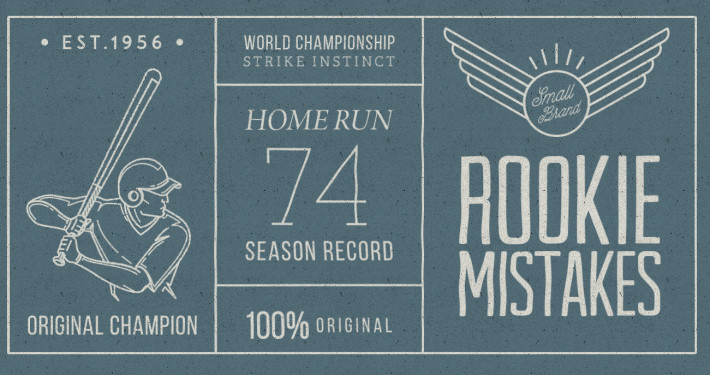 • EST.1956 •
ORIGINAL CHAMPION
WORLD CHAMPIONSHIP
STRIKE INSTINCT
HOME RUN
74
SEASON RECORD
100% ORIGINAL
Small
Brand
ROOKIE
MISTAKES